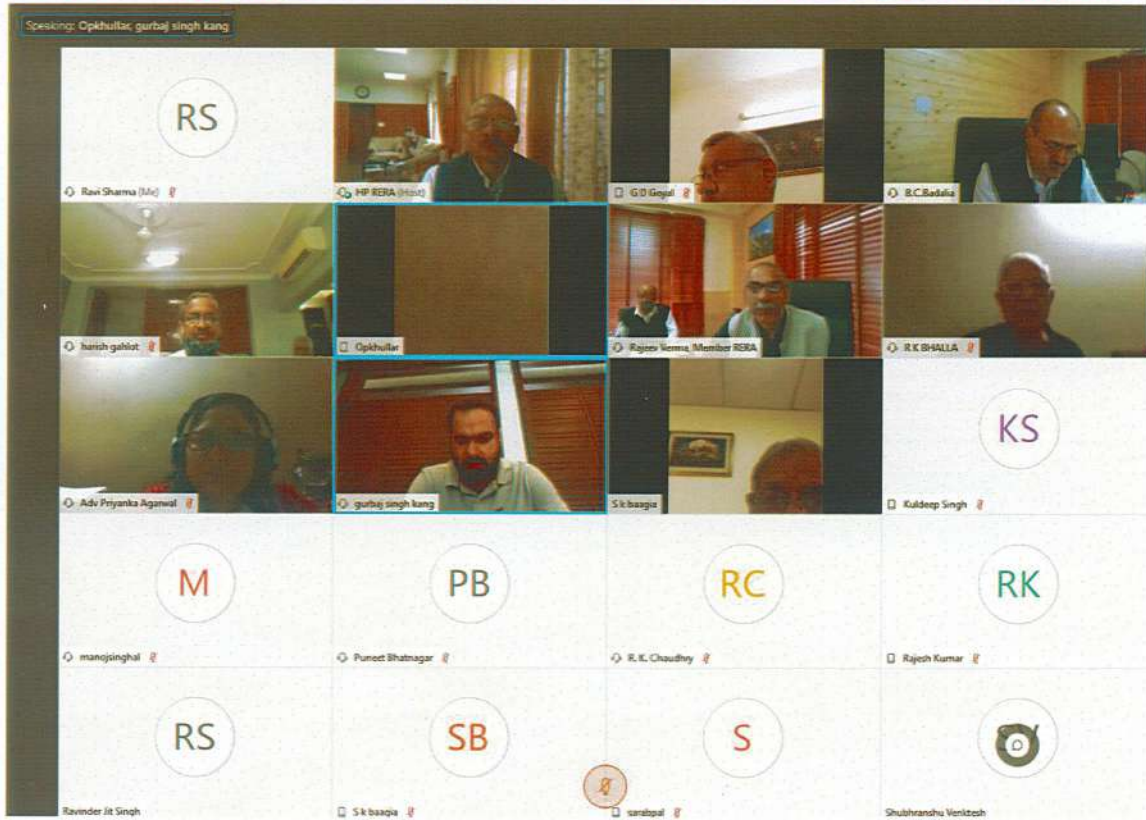 Speaking: Opkhullar, gurbaj singh kang
RS
Ravi Sharma (Me)
HP RERA (Host)
G D Goyal
B.C.Badalia
harish gahlot
Opkhullar
Rajeev Verma, Member RERA
R K BHALLA
Adv Priyanka Agarwal
gurbaj singh kang
S k baagia
KS
Kuldeep Singh
M
manojsinghal
PB
Puneet Bhatnagar
RC
R. K. Chaudhry
RK
Rajesh Kumar
RS
Ravinder Jit Singh
SB
S k baagia
S
sarabpal
Shubhranshu Venktesh